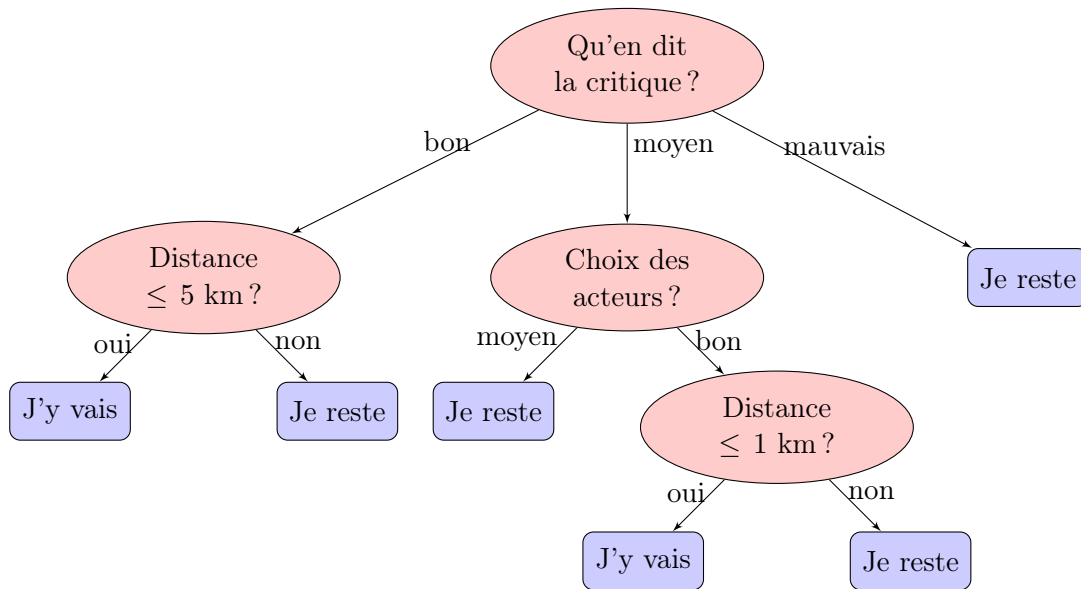 Qu'en dit
la critique ?
bon
moyen
mauvais
Distance
≤ 5 km ?
Choix des
acteurs ?
Je reste
oui
non
moyen
bon
J'y vais
Je reste
Je reste
Distance
≤ 1 km ?
oui
non
J'y vais
Je reste